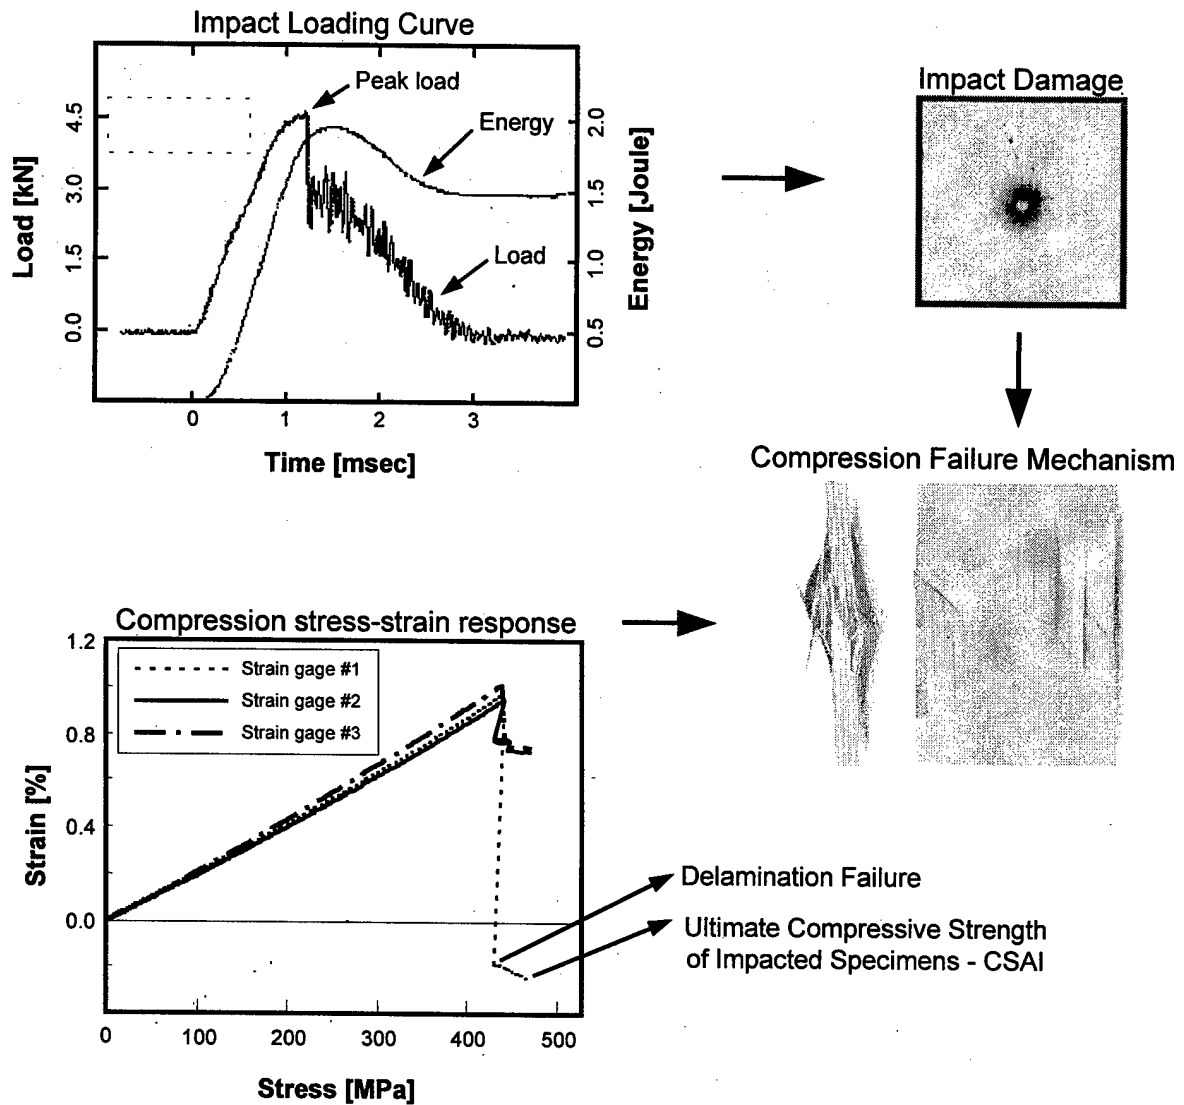 Impact Loading Curve
Peak load
Energy
Load
4.5
3.0
1.5
0.0
Load [kN]
2.0
1.5
1.0
0.5
Energy [Joule]
0
1
2
3
Time [msec]
Impact Damage
Compression Failure Mechanism
Compression stress-strain response
1.2
0.8
0.4
0.0
Strain [%]
Strain gage #1
Strain gage #2
Strain gage #3
0
100
200
300
400
500
Stress [MPa]
Delamination Failure
Ultimate Compressive Strength
of Impacted Specimens - CSAI